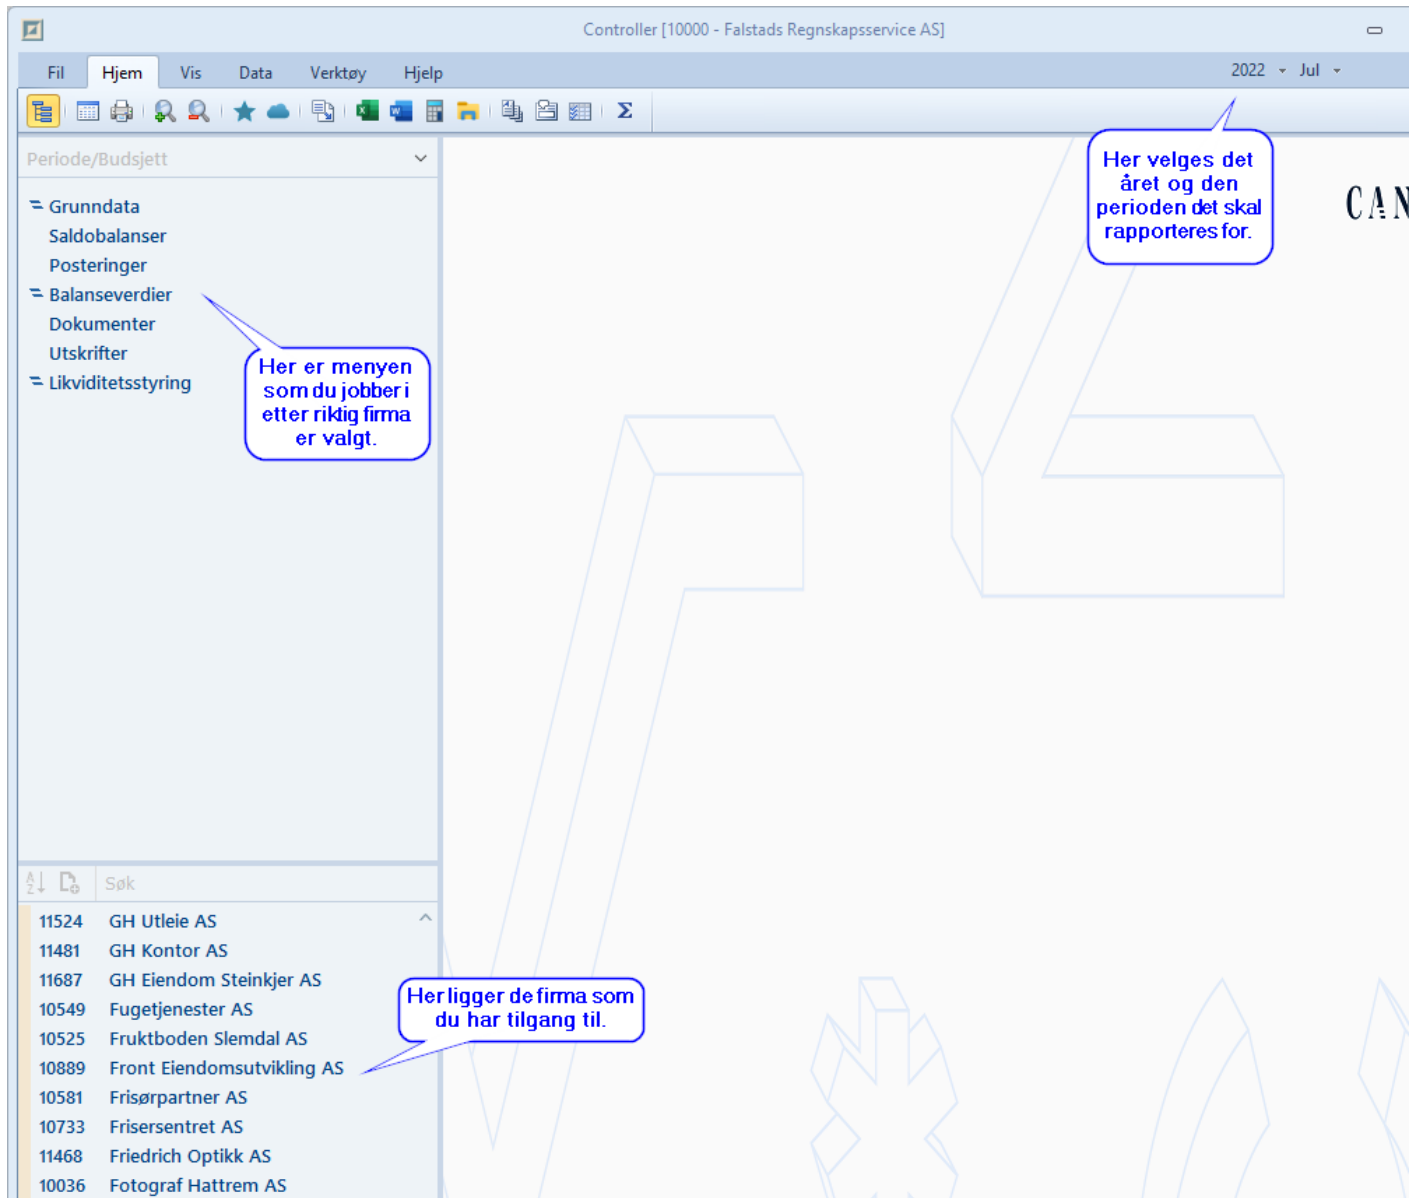 Controller [10000 - Falstads Regnskapsservice AS]
Fil Hjem Vis Data Verktøy Hjelp 2022 Jul
Periode/Budsjett
Grunndata
Saldobalanser
Posteringer
Balanseverdier
Dokumenter
Utskrifter
Likviditetsstyring
Her er menyen
som du jobber i
etter riktig firma
er valgt.
Her velges det
året og den
perioden det skal
rapporteres for.
CAN
Søk
11524 GH Utleie AS
11481 GH Kontor AS
11687 GH Eiendom Steinkjer AS
10549 Fugetjenester AS
10525 Fruktboden Slemdal AS
10889 Front Eiendomsutvikling AS
10581 Frisørpartner AS
10733 Frisersentret AS
11468 Friedrich Optikk AS
10036 Fotograf Hattrem AS
Her ligger de firma som
du har tilgang til.